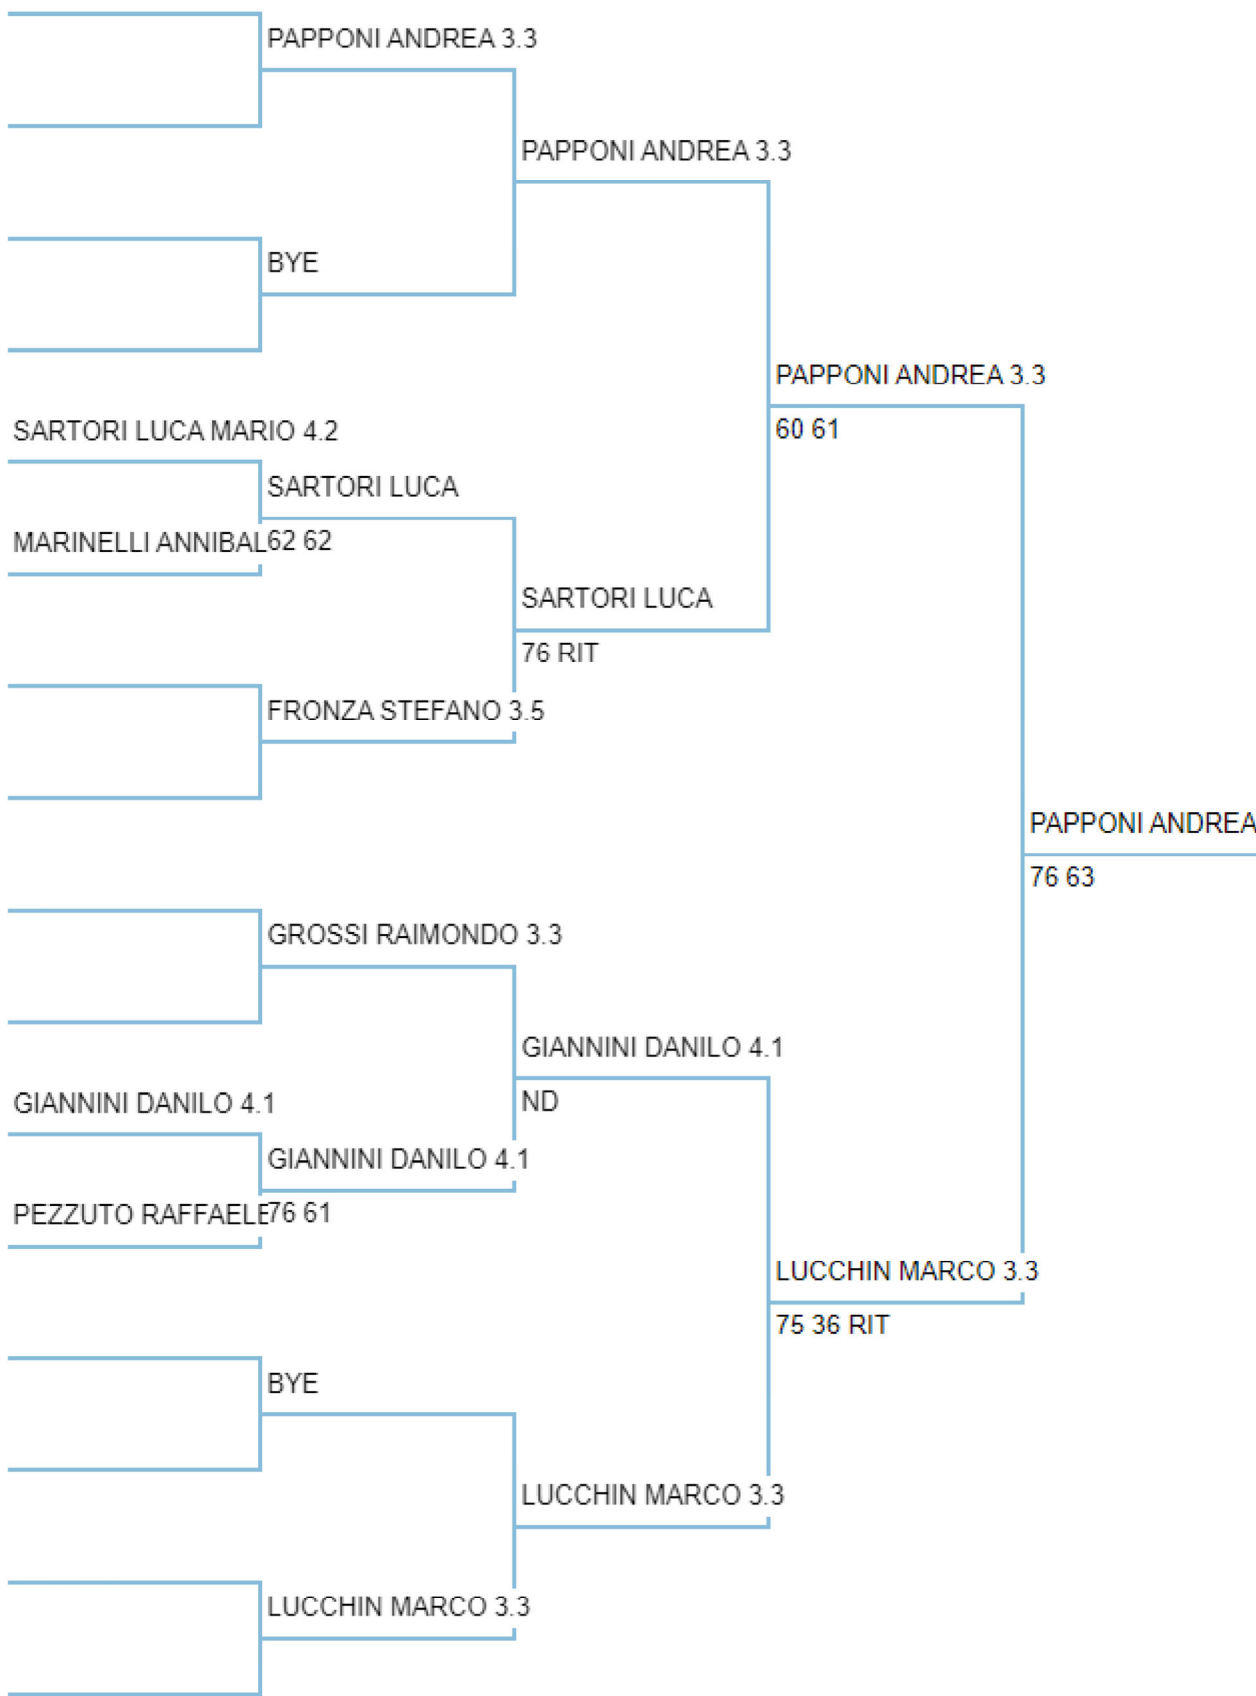 PAPPONI ANDREA 3.3
PAPPONI ANDREA 3.3
BYE
PAPPONI ANDREA 3.3
60 61
SARTORI LUCA MARIO 4.2
SARTORI LUCA
MARINELLI ANNIBAL
62 62
SARTORI LUCA
76 RIT
FRONZA STEFANO 3.5
PAPPONI ANDREA
76 63
GROSSI RAIMONDO 3.3
GIANNINI DANILO 4.1
ND
GIANNINI DANILO 4.1
GIANNINI DANILO 4.1
PEZZUTO RAFFAELE
76 61
LUCCHIN MARCO 3.3
75 36 RIT
BYE
LUCCHIN MARCO 3.3
LUCCHIN MARCO 3.3